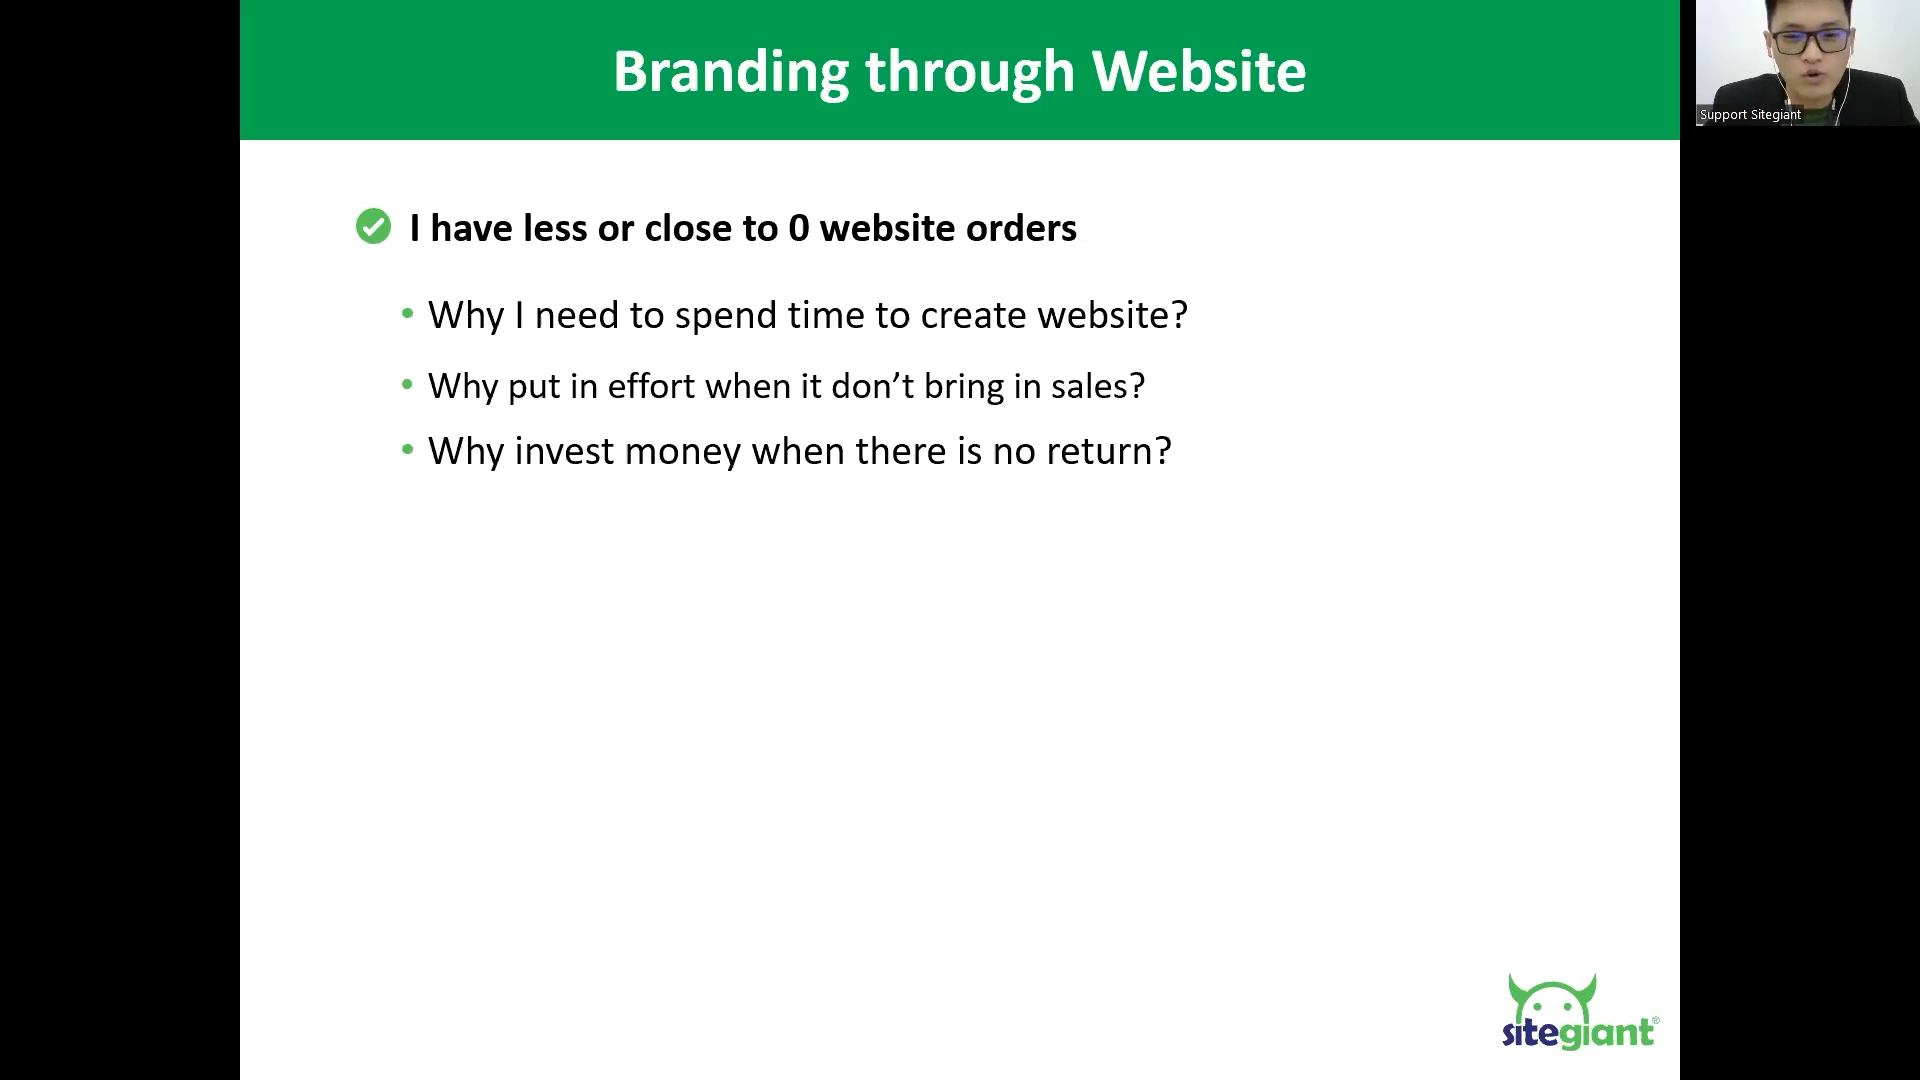 Branding through Website
Support Sitegiant
I have less or close to 0 website orders
• Why I need to spend time to create website?
• Why put in effort when it don’t bring in sales?
• Why invest money when there is no return?
sitegiant®